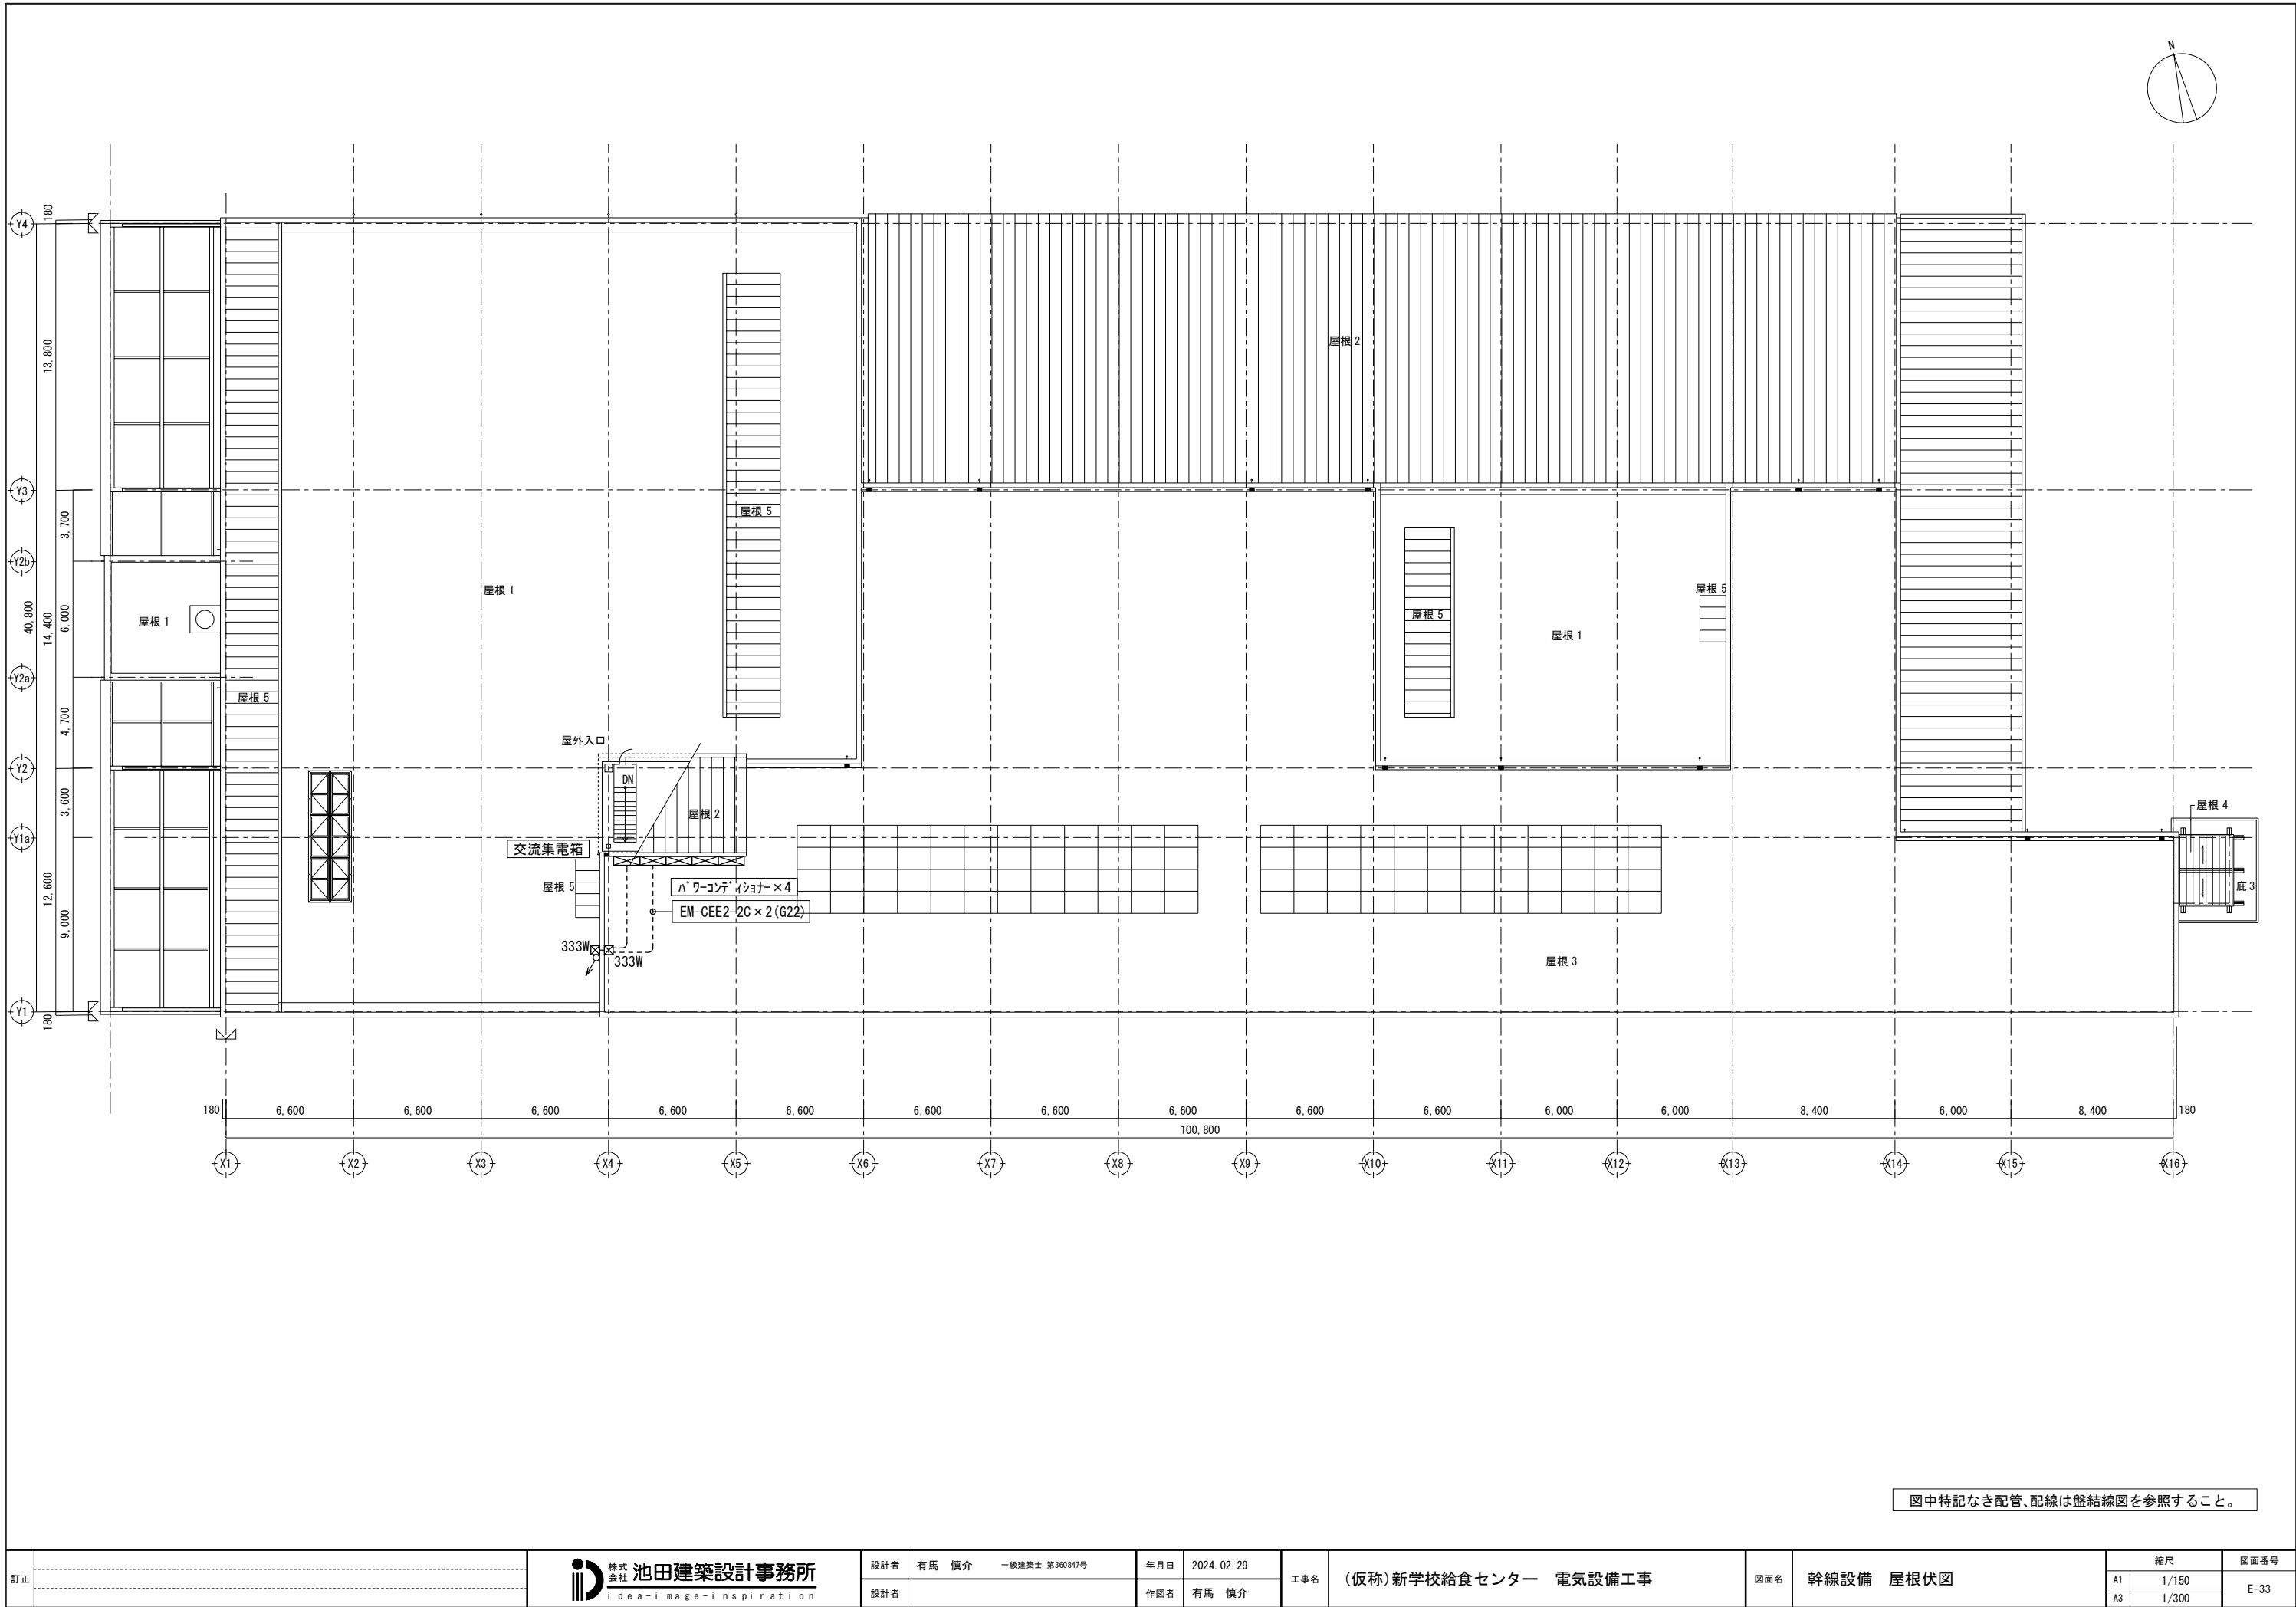 N
Y4
Y3
Y2b
Y2a
Y2
Y1a
Y1
180
13,800
3,700
40,800
14,400
6,000
4,700
3,600
12,600
9,000
180
屋根2
屋根5
屋根1
屋根1
屋根5
屋根5
屋根5
屋根1
屋外入口
DN
屋根2
屋根4
庇3
交流集電箱
屋根5
パワーコンディショナー×4
EM-CEE2-2C×2(G22)
333W
333W
屋根3
180
6,600
6,600
6,600
6,600
6,600
6,600
6,600
6,600
6,600
6,600
6,000
6,000
8,400
6,000
8,400
180
100,800
X1
X2
X3
X4
X5
X6
X7
X8
X9
X10
X11
X12
X13
X14
X15
X16
図中特記なき配管、配線は盤結線図を参照すること。
訂正
株式会社 池田建築設計事務所
idea-image-inspiration
設計者 有馬 慎介 一級建築士 第360847号
設計者
年月日 2024.02.29
作図者 有馬 慎介
工事名 (仮称)新学校給食センター 電気設備工事
図面名 幹線設備 屋根伏図
縮尺
A1 1/150
A3 1/300
図面番号
E-33